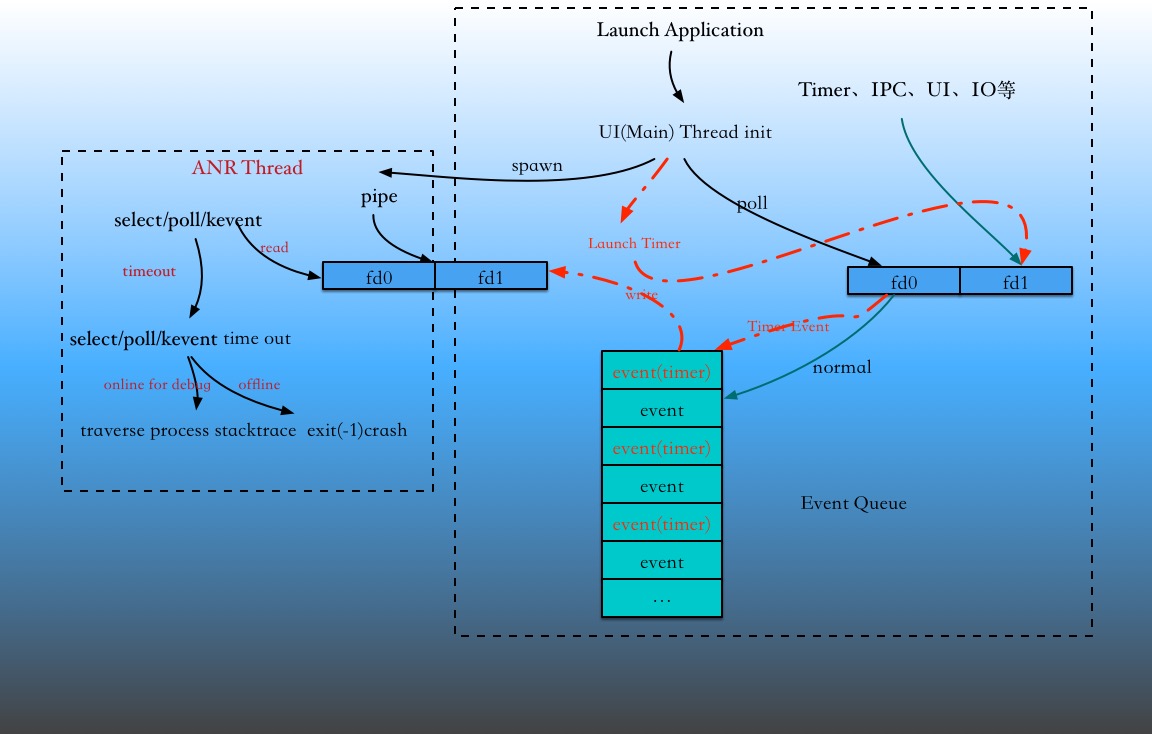 Launch Application
Timer、IPC、UI、IO等
UI(Main) Thread init
spawn
ANR Thread
pipe
poll
select/poll/kevent
read
Launch Timer
timeout
fd0
fd1
fd0
fd1
write
Timer Event
select/poll/kevent time out
normal
event(timer)
online for debug
offline
event
traverse process stacktrace
exit(-1)crash
event(timer)
event
Event Queue
event(timer)
event
...